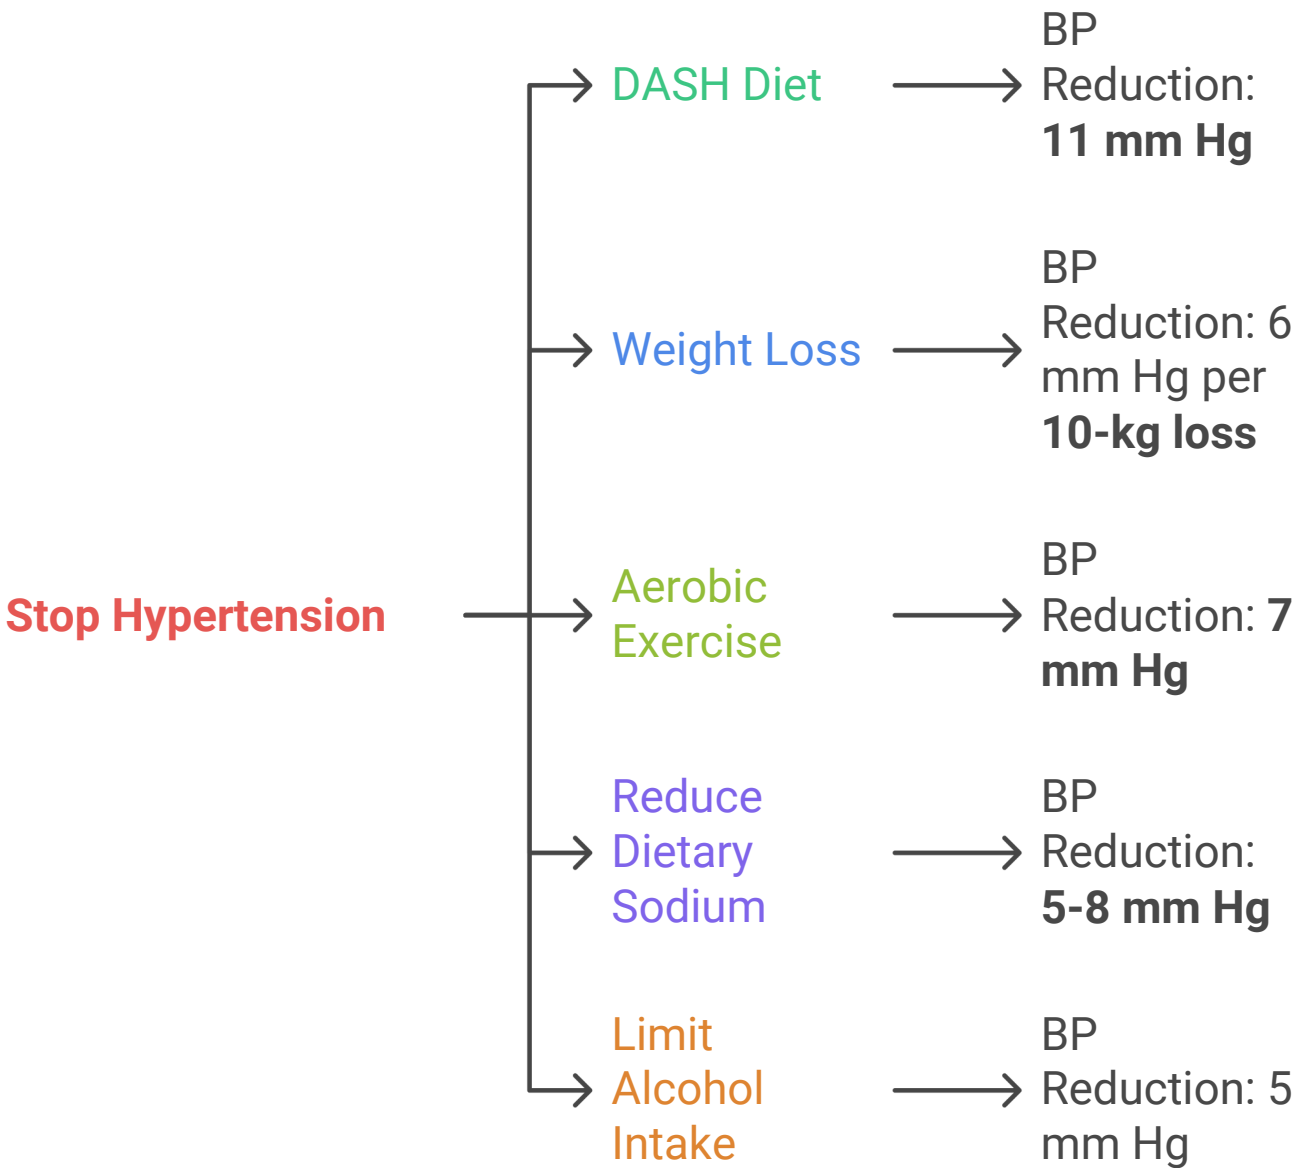 Stop Hypertension
DASH Diet
BP
Reduction:
11 mm Hg
Weight Loss
BP
Reduction: 6
mm Hg per
10-kg loss
Aerobic
Exercise
BP
Reduction: 7
mm Hg
Reduce
Dietary
Sodium
BP
Reduction:
5-8 mm Hg
Limit
Alcohol
Intake
BP
Reduction: 5
mm Hg